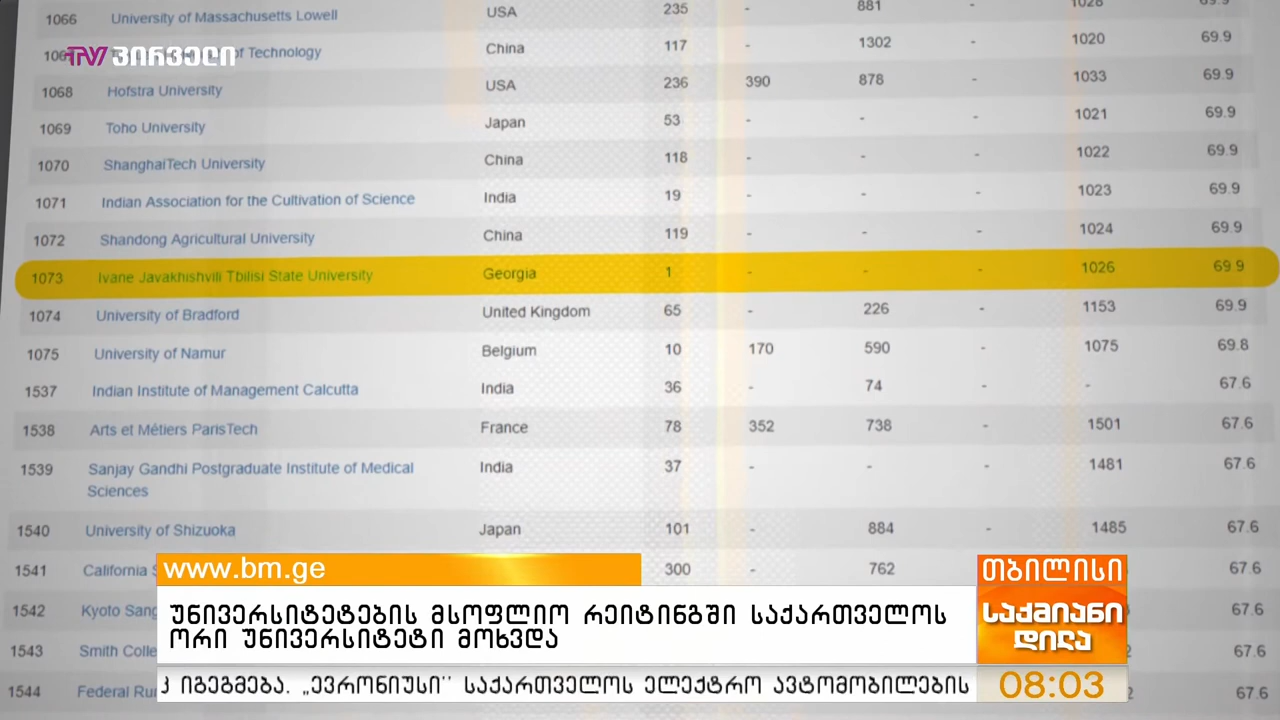 1066 University of Massachusetts Lowell USA 235 - 881 - 1028 69.9
TV პირველი
of Technology China 117 - 1302 - 1020 69.9
1068 Hofstra University USA 236 390 878 - 1033 69.9
1069 Toho University Japan 53 - - - 1021 69.9
1070 ShanghaiTech University China 118 - - - 1022 69.9
1071 Indian Association for the Cultivation of Science India 19 - - - 1023 69.9
1072 Shandong Agricultural University China 119 - - - 1024 69.9
1073 Ivane Javakhishvili Tbilisi State University Georgia 1 - - - 1026 69.9
1074 University of Bradford United Kingdom 65 - 226 - 1153 69.9
1075 University of Namur Belgium 10 170 590 - 1075 69.8
1537 Indian Institute of Management Calcutta India 36 - 74 - - 67.6
1538 Arts et Métiers ParisTech France 78 352 738 - 1501 67.6
1539 Sanjay Gandhi Postgraduate Institute of Medical Sciences India 37 - - - 1481 67.6
1540 University of Shizuoka Japan 101 - 884 - 1485 67.6
1541 California 300 - 762 67.6
1542 Kyoto 67.6
1543 Smith 67.6
1544 Federal 67.6
www.bm.ge
უნივერსიტეტების მსოფლიო რეიტინგში საქართველოს
ორი უნივერსიტეტი მოხვდა
იგეგმება. „ევრონიუსი“ საქართველოს ელექტრო ავტომობილების
თბილისი
საქმიანი
დილა
08:03